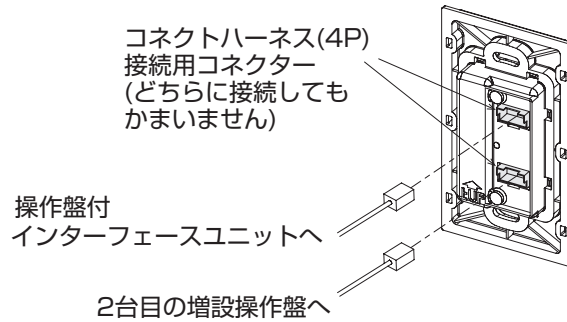 コネクトハーネス(4P)
接続用コネクター
(どちらに接続しても
かまいません)
操作盤付
インターフェースユニットへ
2台目の増設操作盤へ